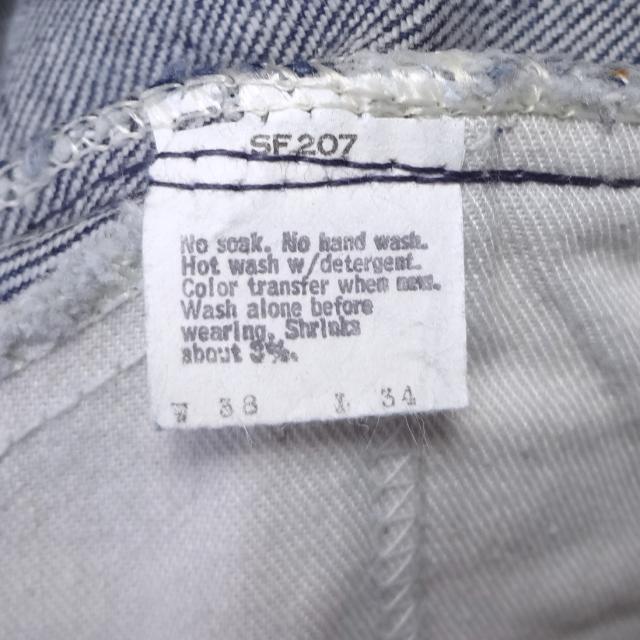 SF207
No soak. No hand wash.
Hot wash w/detergent.
Color transfer when new.
Wash alone before
wearing. Shrinks
about 3%.
W 38 L 34